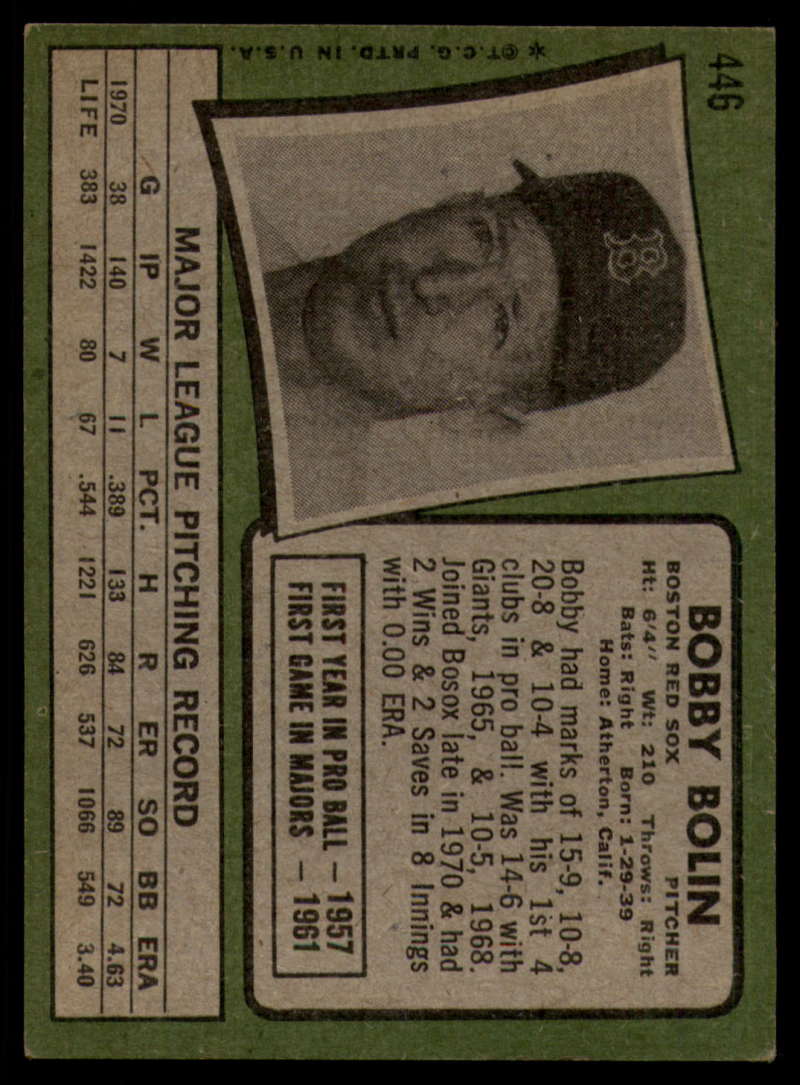 446
✻ ©T.C.G. PRTD. IN U.S.A.
B
BOBBY BOLIN
BOSTON RED SOX PITCHER
Ht: 6'4" Wt: 210 Throws: Right
Bats: Right Born: 1-29-39
Home: Atherton, Calif.
Bobby had marks of 15-9, 10-8,
20-8 & 10-4 with his 1st 4
clubs in pro ball. Was 14-6 with
Giants, 1965, & 10-5, 1968.
Joined Bosox late in 1970 & had
2 Wins & 2 Saves in 8 Innings
with 0.00 ERA.
FIRST YEAR IN PRO BALL — 1957
FIRST GAME IN MAJORS — 1961
MAJOR LEAGUE PITCHING RECORD
G IP W L PCT. H R ER SO BB ERA
1970 38 140 7 11 .389 133 84 72 89 72 4.63
LIFE 383 1422 80 67 .544 1221 626 537 1066 549 3.40